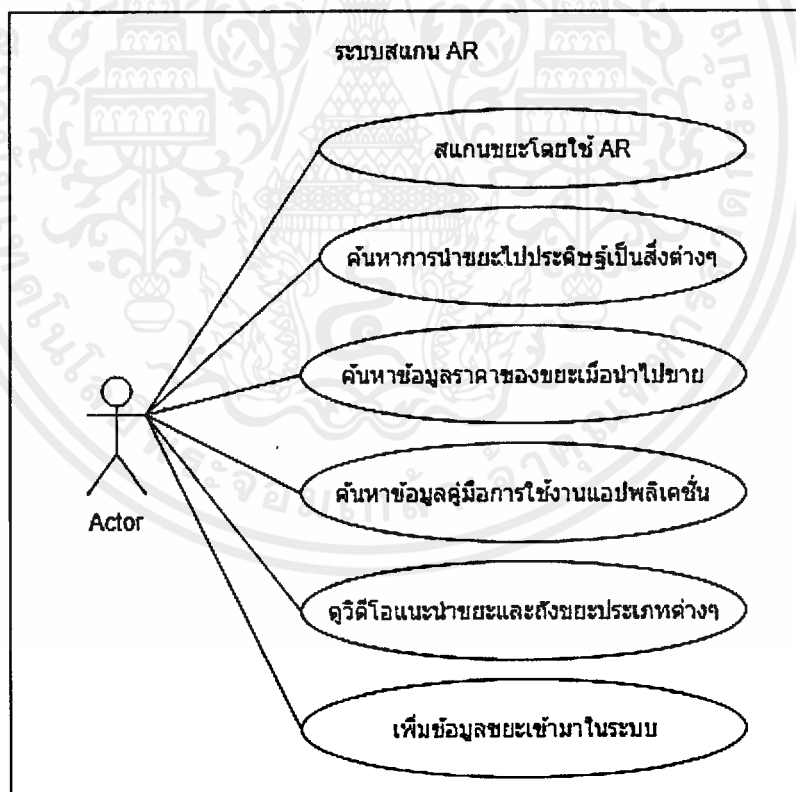 ระบบสแกน AR
สแกนขยะโดยใช้ AR
ค้นหาการนำขยะไปประดิษฐ์เป็นสิ่งต่างๆ
ค้นหาข้อมูลราคาของขยะเมื่อนำไปขาย
ค้นหาข้อมูลคู่มือการใช้งานแอปพลิเคชั่น
Actor
ดูวิดีโอแนะนำขยะและถังขยะประเภทต่างๆ
เพิ่มข้อมูลขยะเข้ามาในระบบ